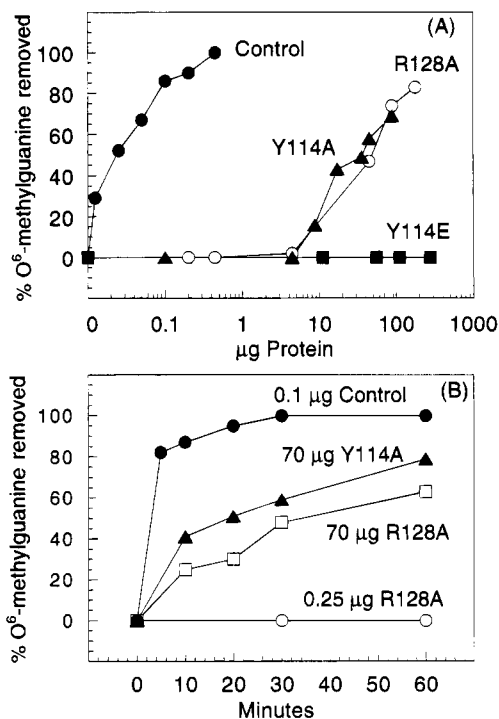 (A)
Control
R128A
Y114A
Y114E
% O⁶-methylguanine removed
100
80
60
40
20
0
0 0.1 1 10 100 1000
µg Protein
(B)
0.1 µg Control
70 µg Y114A
70 µg R128A
0.25 µg R128A
% O⁶-methylguanine removed
100
80
60
40
20
0
0 10 20 30 40 50 60
Minutes